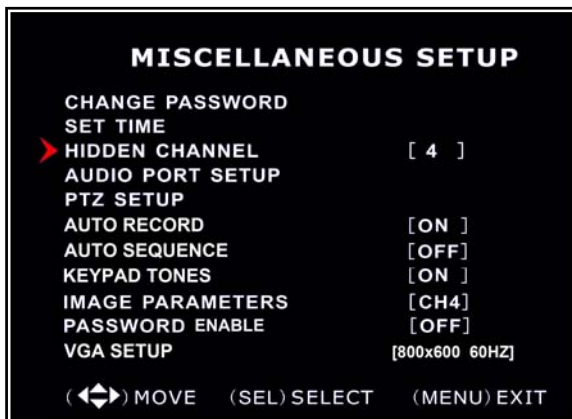 MISCELLANEOUS SETUP
CHANGE PASSWORD
SET TIME
HIDDEN CHANNEL [ 4 ]
AUDIO PORT SETUP
PTZ SETUP
AUTO RECORD [ON ]
AUTO SEQUENCE [OFF]
KEYPAD TONES [ON ]
IMAGE PARAMETERS [CH4]
PASSWORD ENABLE [OFF]
VGA SETUP [800x600 60HZ]
( ) MOVE (SEL) SELECT (MENU) EXIT